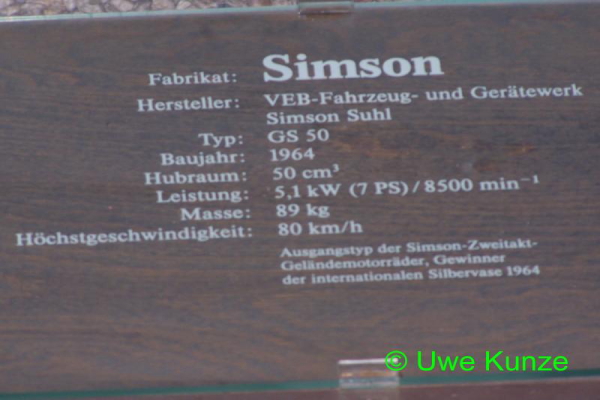 Fabrikat: Simson
Hersteller: VEB-Fahrzeug- und Gerätewerk
Simson Suhl
Typ: GS 50
Baujahr: 1964
Hubraum: 50 cm³
Leistung: 5,1 kW (7 PS) / 8500 min⁻¹
Masse: 89 kg
Höchstgeschwindigkeit: 80 km/h
Ausgangstyp der Simson-Zweitakt-
Geländemotorräder, Gewinner
der internationalen Silbervase 1964
© Uwe Kunze